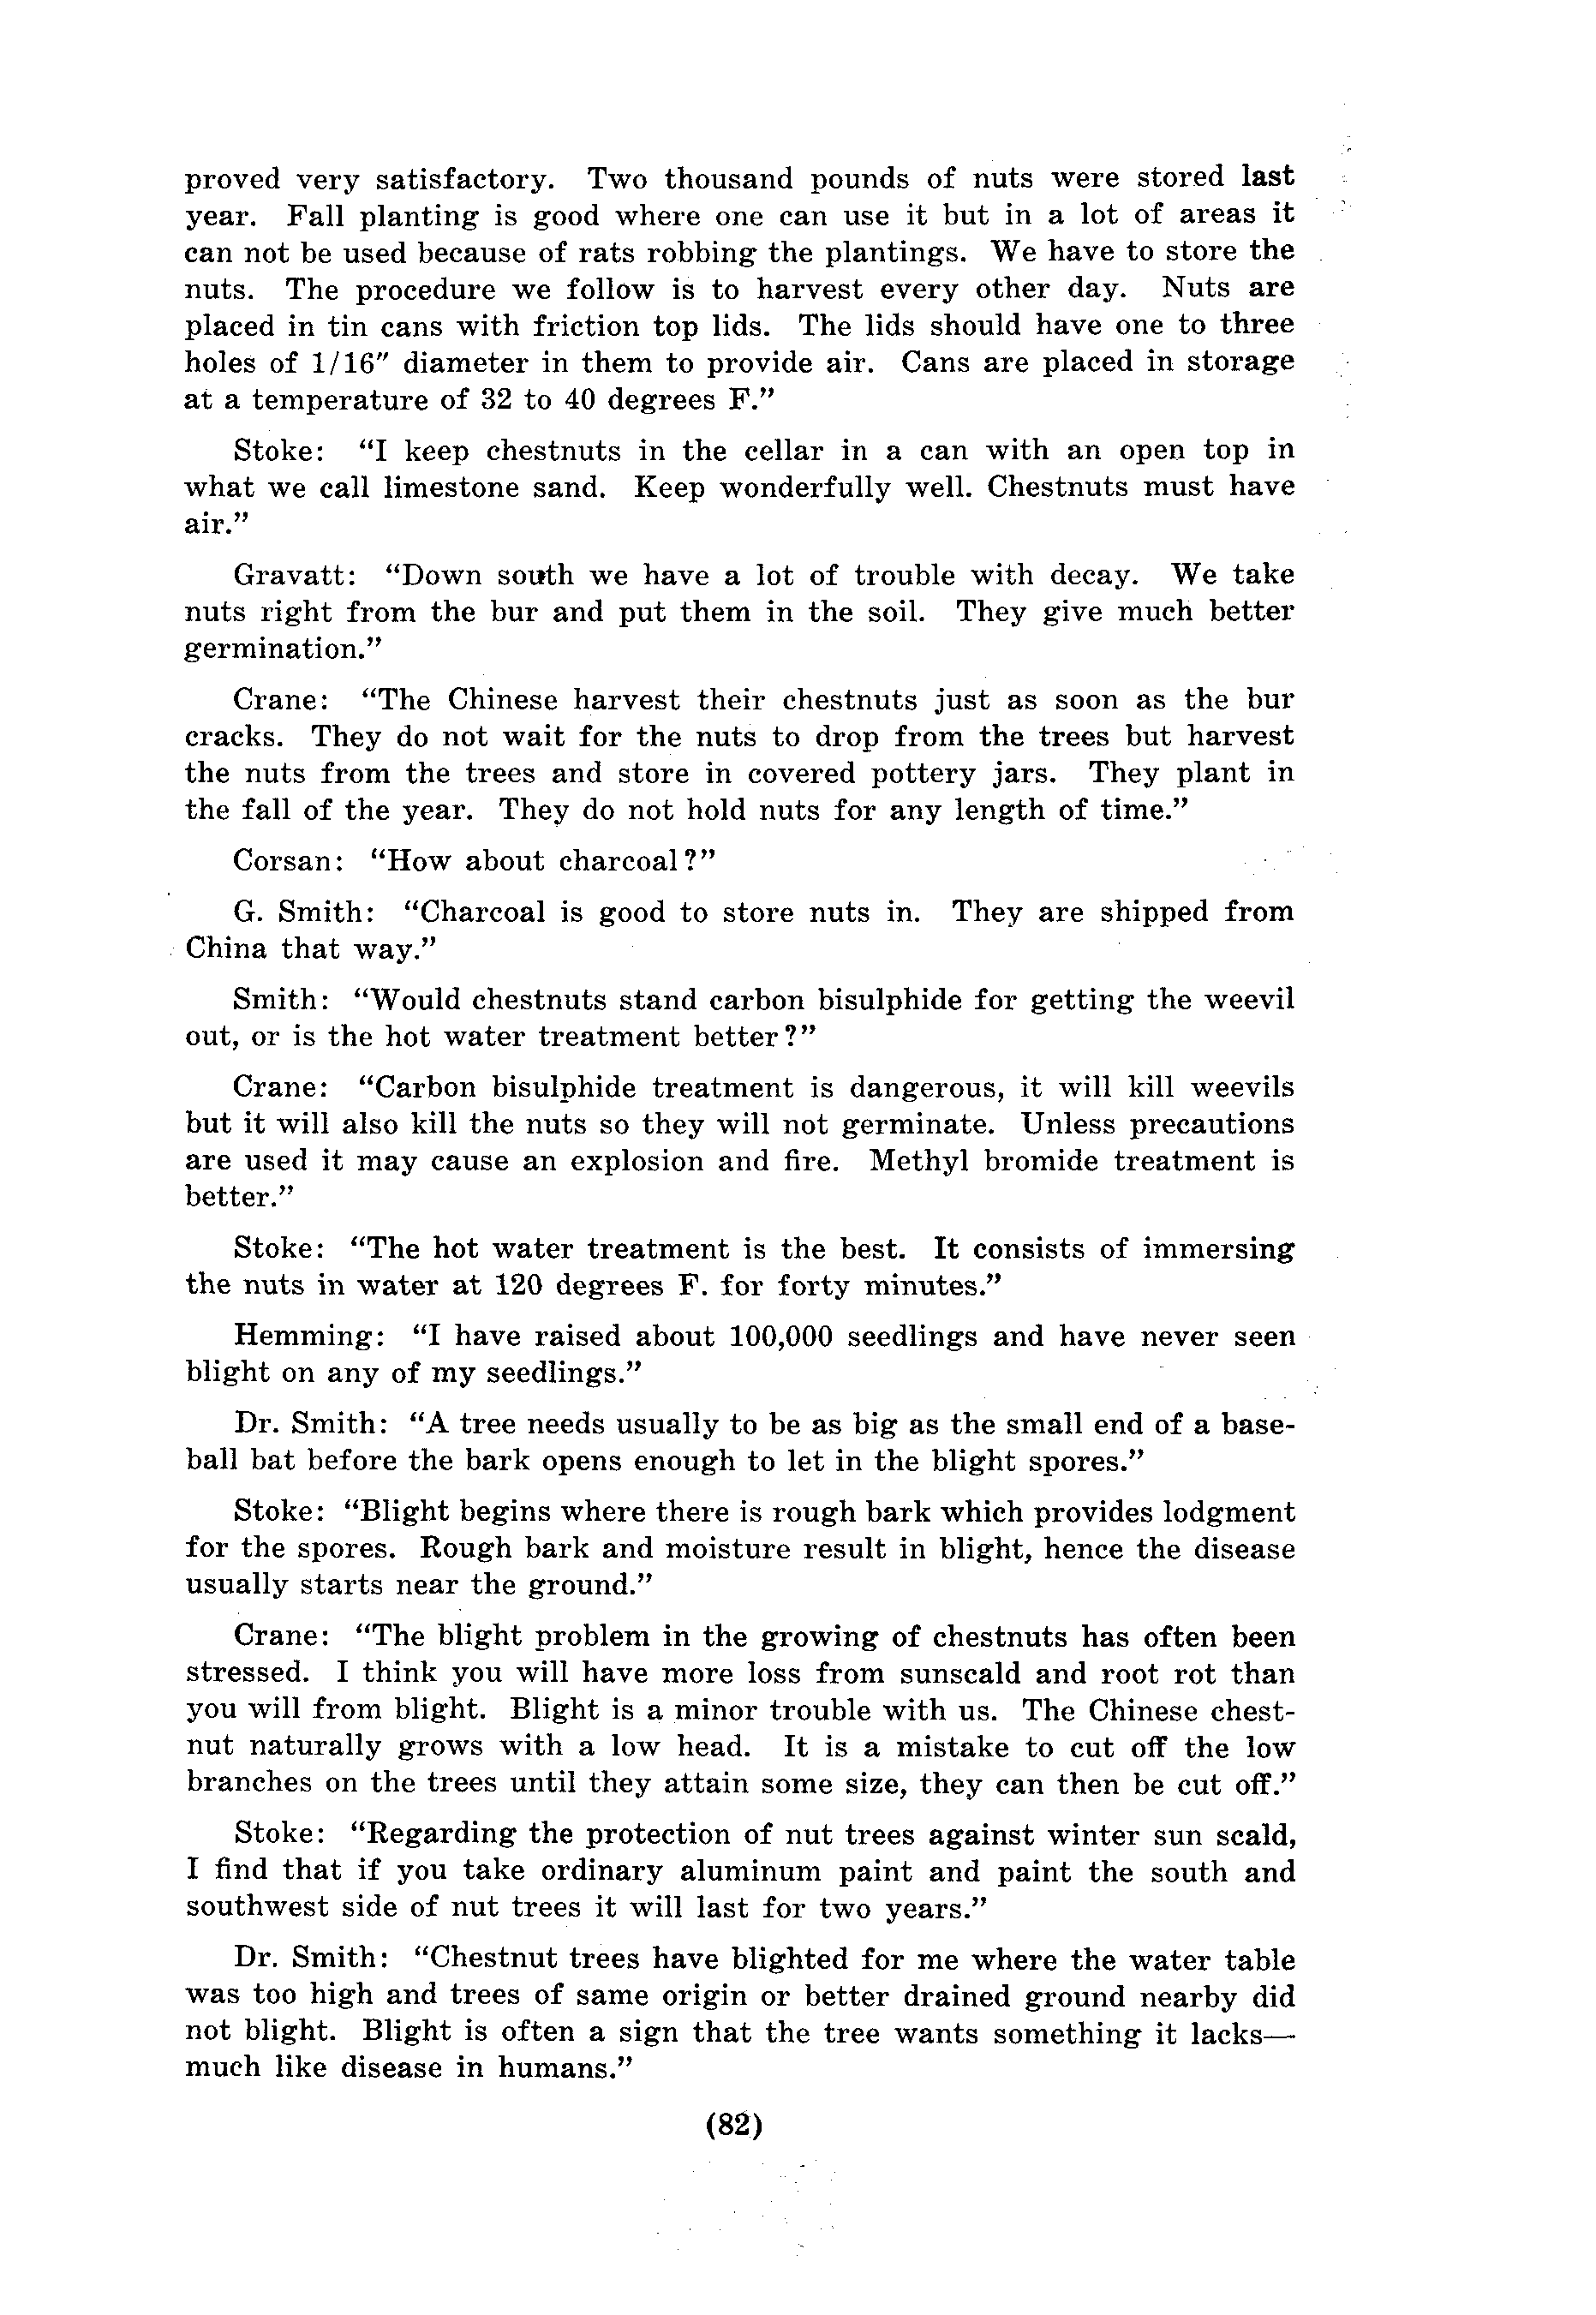 proved very satisfactory. Two thousand pounds of nuts were stored last
year. Fall planting is good where one can use it but in a lot of areas it
can not be used because of rats robbing the plantings. We have to store the
nuts. The procedure we follow is to harvest every other day. Nuts are
placed in tin cans with friction top lids. The lids should have one to three
holes of 1/16″ diameter in them to provide air. Cans are placed in storage
at a temperature of 32 to 40 degrees F.”
Stoke: “I keep chestnuts in the cellar in a can with an open top in
what we call limestone sand. Keep wonderfully well. Chestnuts must have
air.”
Gravatt: “Down south we have a lot of trouble with decay. We take
nuts right from the bur and put them in the soil. They give much better
germination.”
Crane: “The Chinese harvest their chestnuts just as soon as the bur
cracks. They do not wait for the nuts to drop from the trees but harvest
the nuts from the trees and store in covered pottery jars. They plant in
the fall of the year. They do not hold nuts for any length of time.”
Corsan: “How about charcoal?”
G. Smith: “Charcoal is good to store nuts in. They are shipped from
China that way.”
Smith: “Would chestnuts stand carbon bisulphide for getting the weevil
out, or is the hot water treatment better?”
Crane: “Carbon bisulphide treatment is dangerous, it will kill weevils
but it will also kill the nuts so they will not germinate. Unless precautions
are used it may cause an explosion and fire. Methyl bromide treatment is
better.”
Stoke: “The hot water treatment is the best. It consists of immersing
the nuts in water at 120 degrees F. for forty minutes.”
Hemming: “I have raised about 100,000 seedlings and have never seen
blight on any of my seedlings.”
Dr. Smith: “A tree needs usually to be as big as the small end of a base-
ball bat before the bark opens enough to let in the blight spores.”
Stoke: “Blight begins where there is rough bark which provides lodgment
for the spores. Rough bark and moisture result in blight, hence the disease
usually starts near the ground.”
Crane: “The blight problem in the growing of chestnuts has often been
stressed. I think you will have more loss from sunscald and root rot than
you will from blight. Blight is a minor trouble with us. The Chinese chest-
nut naturally grows with a low head. It is a mistake to cut off the low
branches on the trees until they attain some size, they can then be cut off.”
Stoke: “Regarding the protection of nut trees against winter sun scald,
I find that if you take ordinary aluminum paint and paint the south and
southwest side of nut trees it will last for two years.”
Dr. Smith: “Chestnut trees have blighted for me where the water table
was too high and trees of same origin or better drained ground nearby did
not blight. Blight is often a sign that the tree wants something it lacks—
much like disease in humans.”
(82)